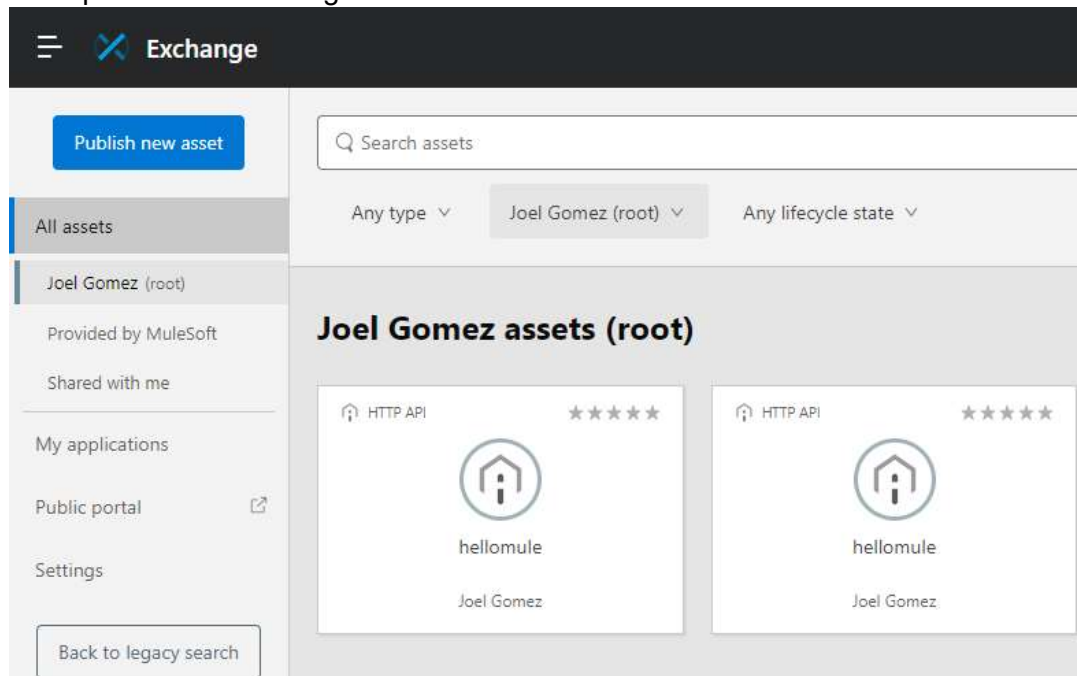 Exchange
Publish new asset
Search assets
Any type
Joel Gomez (root)
Any lifecycle state
All assets
Joel Gomez (root)
Provided by MuleSoft
Shared with me
My applications
Public portal
Settings
Back to legacy search
Joel Gomez assets (root)
HTTP API
hellomule
Joel Gomez
HTTP API
hellomule
Joel Gomez